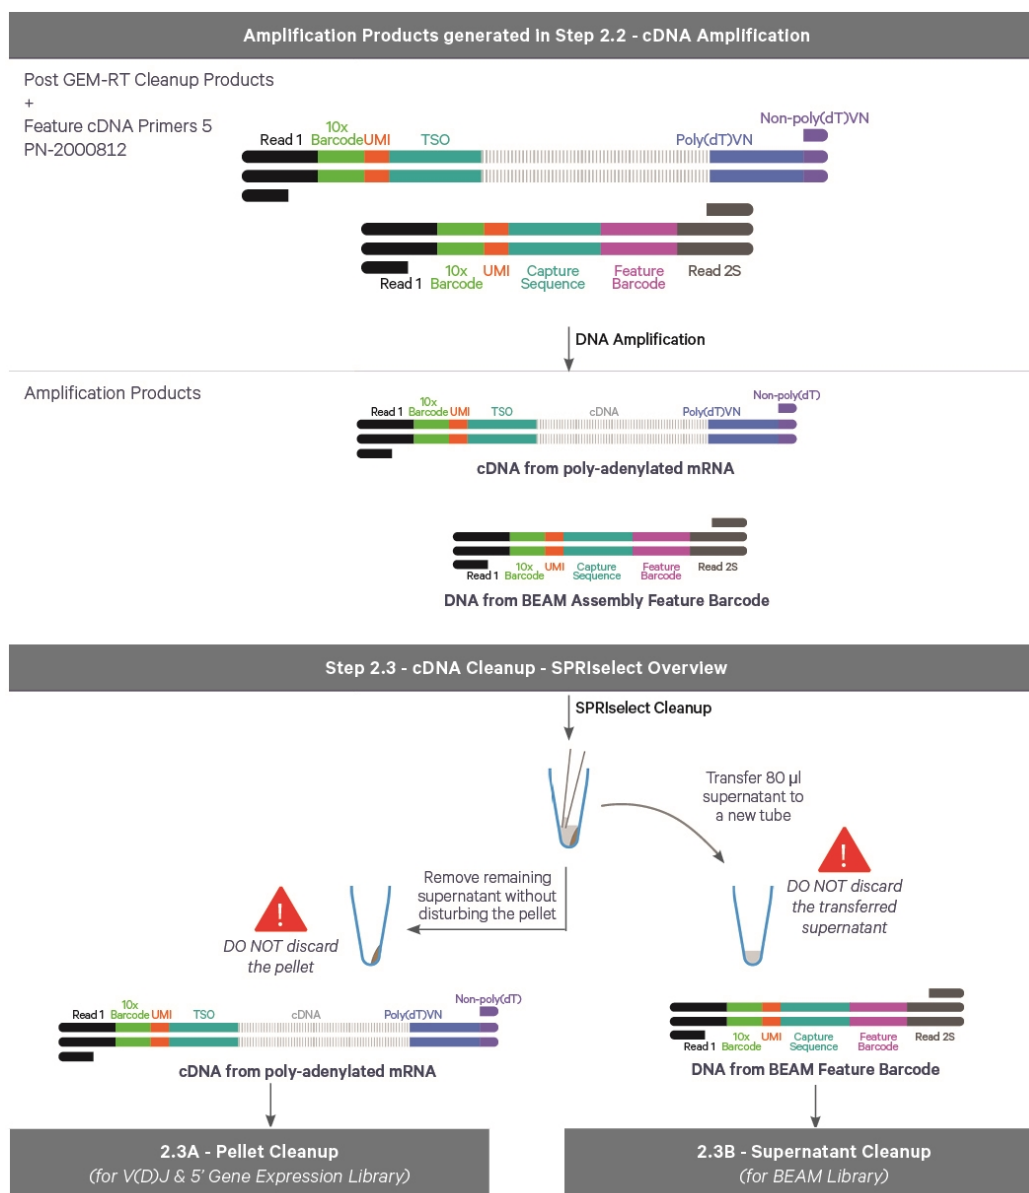 Amplification Products generated in Step 2.2 - cDNA Amplification
Post GEM-RT Cleanup Products
+
Feature cDNA Primers 5
PN-2000812
Non-poly(dT)VN
Read 1 10x Barcode UMI TSO Poly(dT)VN
Read 1 10x Barcode UMI Capture Sequence Feature Barcode Read 2S
DNA Amplification
Amplification Products
Non-poly(dT)
Read 1 10x Barcode UMI TSO cDNA Poly(dT)VN
cDNA from poly-adenylated mRNA
Read 1 10x Barcode UMI Capture Sequence Feature Barcode Read 2S
DNA from BEAM Assembly Feature Barcode
Step 2.3 - cDNA Cleanup - SPRIselect Overview
SPRIselect Cleanup
Transfer 80 µl
supernatant to
a new tube
!
DO NOT discard
the transferred
supernatant
Remove remaining
supernatant without
disturbing the pellet
!
DO NOT discard
the pellet
Non-poly(dT)
Read 1 10x Barcode UMI TSO cDNA Poly(dT)VN
cDNA from poly-adenylated mRNA
Read 1 10x Barcode UMI Capture Sequence Feature Barcode Read 2S
DNA from BEAM Feature Barcode
2.3A - Pellet Cleanup
(for V(D)J & 5’ Gene Expression Library)
2.3B - Supernatant Cleanup
(for BEAM Library)